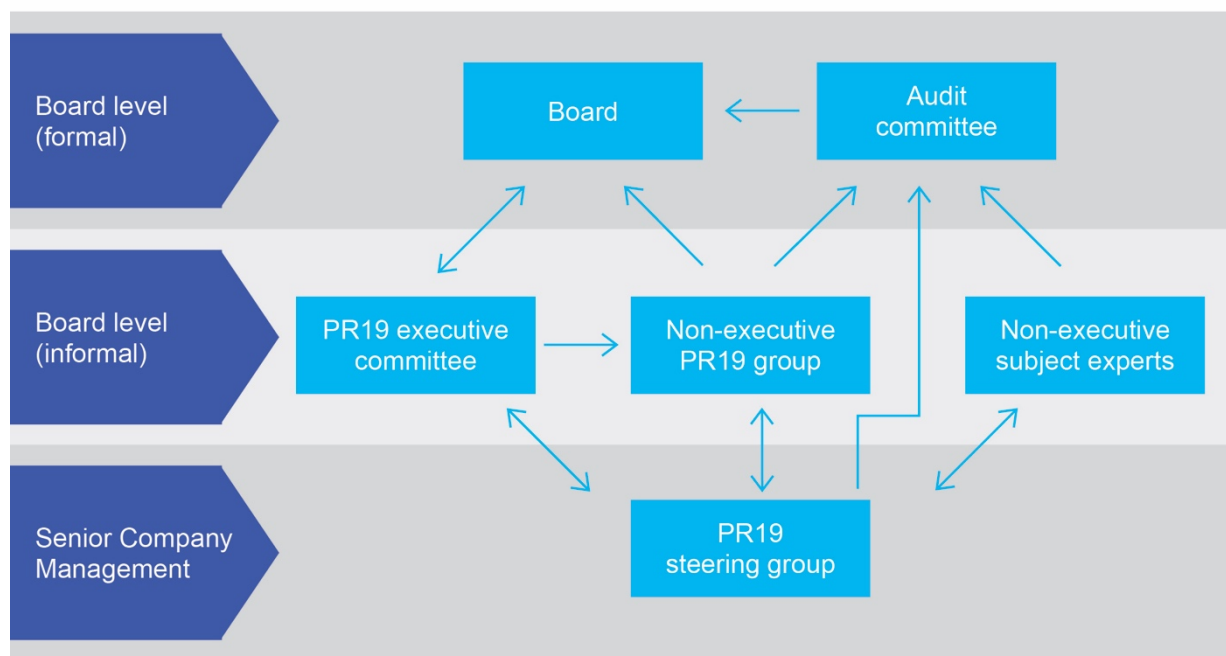 Board level
(formal)
Board
Audit
committee
Board level
(informal)
PR19 executive
committee
Non-executive
PR19 group
Non-executive
subject experts
Senior Company
Management
PR19
steering group